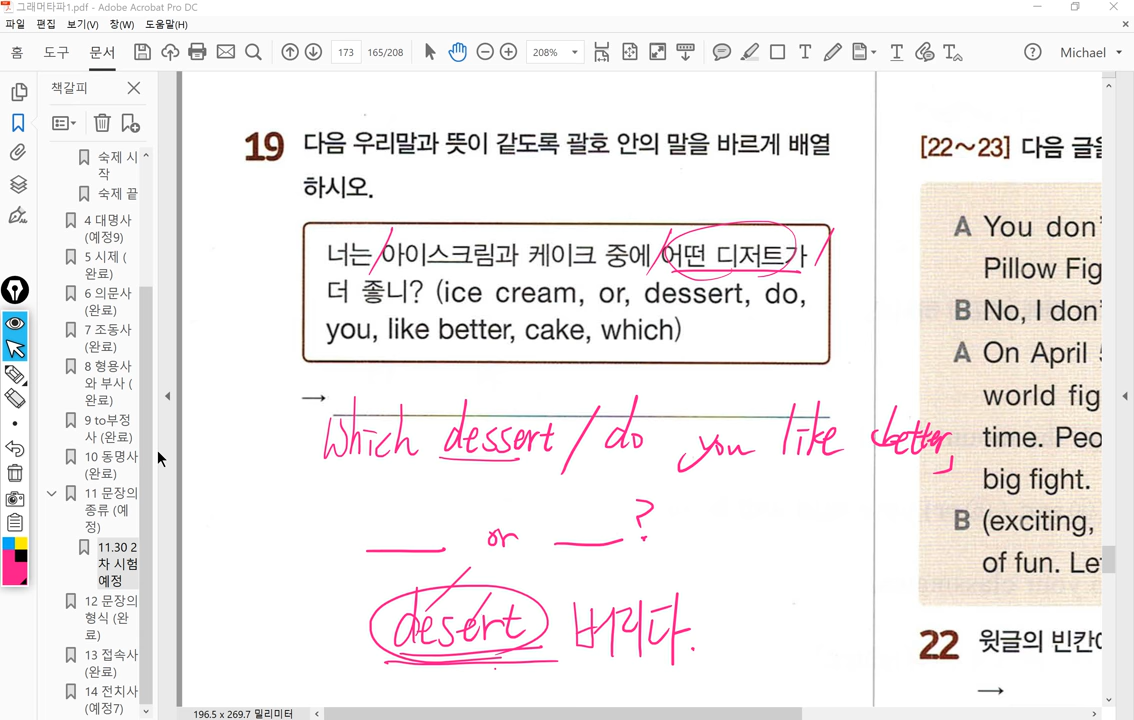 그래머타파1.pdf - Adobe Acrobat Pro DC
파일 편집 보기(V) 창(W) 도움말(H)
홈 도구 문서 173 165/208 208% Michael
책갈피
숙제 시
작
숙제 끝
4 대명사
(예정9)
5 시제 (
완료)
6 의문사
(완료)
7 조동사
(완료)
8 형용사
와 부사 (
완료)
9 to부정
사 (완료)
10 동명사
(완료)
11 문장의
종류 (예
정)
11.30 2
차 시험
예정
12 문장의
형식 (완
료)
13 접속사
(완료)
14 전치사
(예정7)
19 다음 우리말과 뜻이 같도록 괄호 안의 말을 바르게 배열
하시오.
너는 아이스크림과 케이크 중에 어떤 디저트가
더 좋니? (ice cream, or, dessert, do,
you, like better, cake, which)
→
Which dessert / do you like better,
___ or ___ ?
desert 버리다.
[22~23] 다음 글을
A You don't
Pillow Fig
B No, I don'
A On April
world fig
time. Peo
big fight.
B (exciting,
of fun. Le
22 윗글의 빈칸에
→
196.5 x 269.7 밀리미터